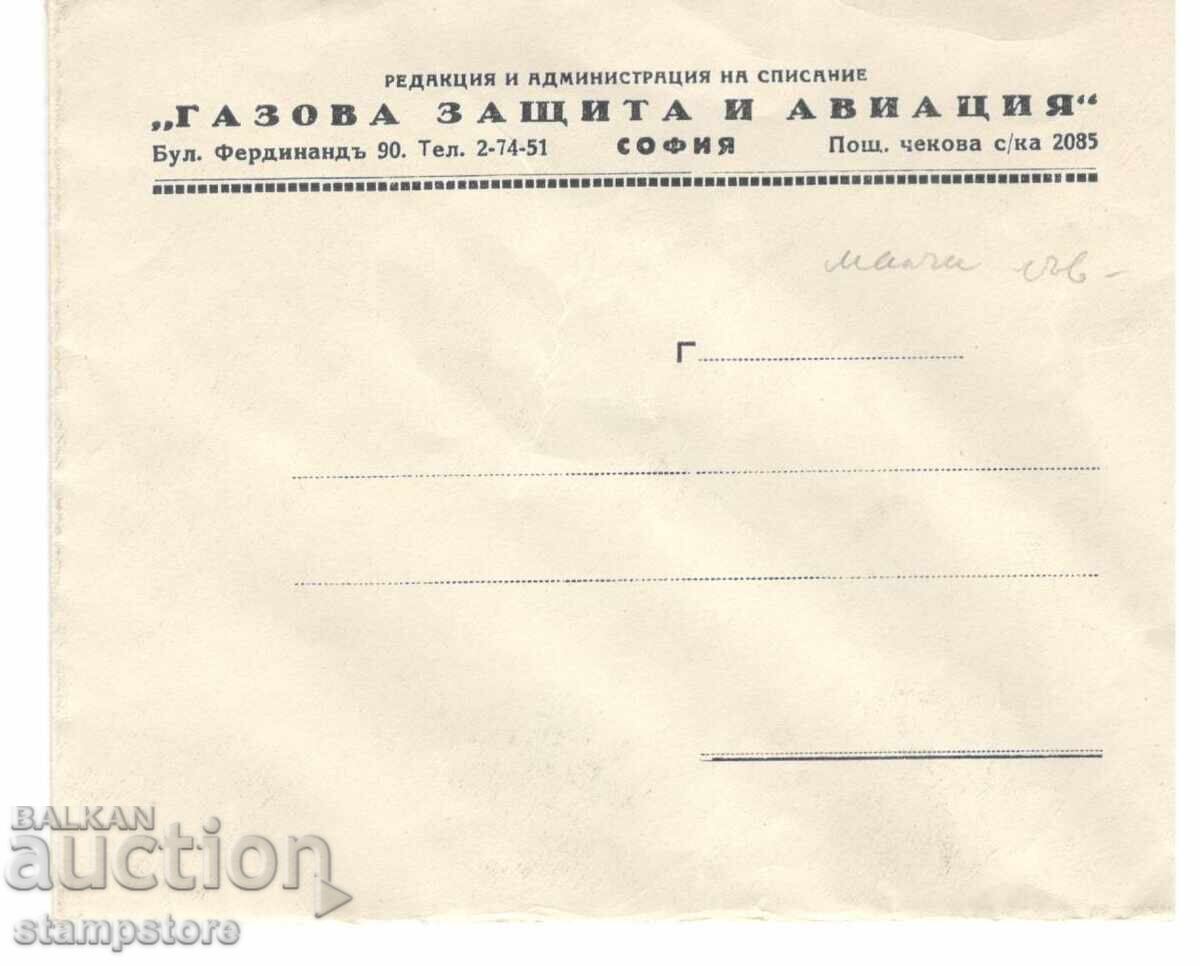 РЕДАКЦИЯ И АДМИНИСТРАЦИЯ НА СПИСАНИЕ
„ГАЗОВА ЗАЩИТА И АВИАЦИЯ“
Бул. Фердинандъ 90. Тел. 2-74-51 СОФИЯ Пощ. чекова с/ка 2085
Г
BALKAN
auction
stampstore